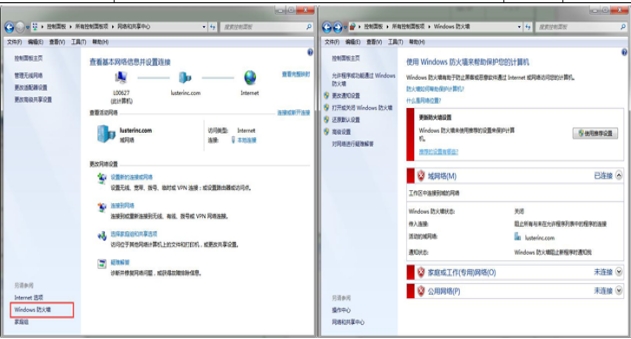 控制面板 ▸ 所有控制面板项 ▸ 网络和共享中心
搜索控制面板
文件(F) 编辑(E) 查看(V) 工具(T) 帮助(H)
控制面板主页
管理无线网络
更改适配器设置
更改高级共享设置
查看基本网络信息并设置连接
查看完整映射
L00627
(此计算机)
lusterinc.com
Internet
查看活动网络
连接或断开连接
lusterinc.com
域网络
访问类型: Internet
连接: 本地连接
更改网络设置
设置新的连接或网络
设置无线、宽带、拨号、临时或 VPN 连接；或设置路由器或访问点。
连接到网络
连接到或重新连接到无线、有线、拨号或 VPN 网络连接。
选择家庭组和共享选项
访问位于其他网络计算机上的文件和打印机，或更改共享设置。
疑难解答
诊断并修复网络问题，或获得故障排除信息。
另请参阅
Internet 选项
Windows 防火墙
家庭组
控制面板 ▸ 所有控制面板项 ▸ Windows 防火墙
搜索控制面板
文件(F) 编辑(E) 查看(V) 工具(T) 帮助(H)
控制面板主页
允许程序或功能通过 Windows 防火墙
更改通知设置
打开或关闭 Windows 防火墙
还原默认设置
高级设置
对网络进行疑难解答
使用 Windows 防火墙来帮助保护您的计算机
Windows 防火墙有助于防止黑客或恶意软件通过 Internet 或网络访问您的计算机。
防火墙如何帮助保护计算机?
什么是网络位置?
更新防火墙设置
Windows 防火墙未使用推荐的设置来保护计算机。
使用推荐设置
推荐的设置有哪些?
域网络(M)
已连接
工作区中连接到域的网络
Windows 防火墙状态: 关闭
传入连接: 阻止所有与未在允许程序列表中的程序的连接
活动的域网络: lusterinc.com
通知状态: Windows 防火墙阻止新程序时通知我
家庭或工作(专用)网络(O)
未连接
公用网络(P)
未连接
另请参阅
操作中心
网络和共享中心